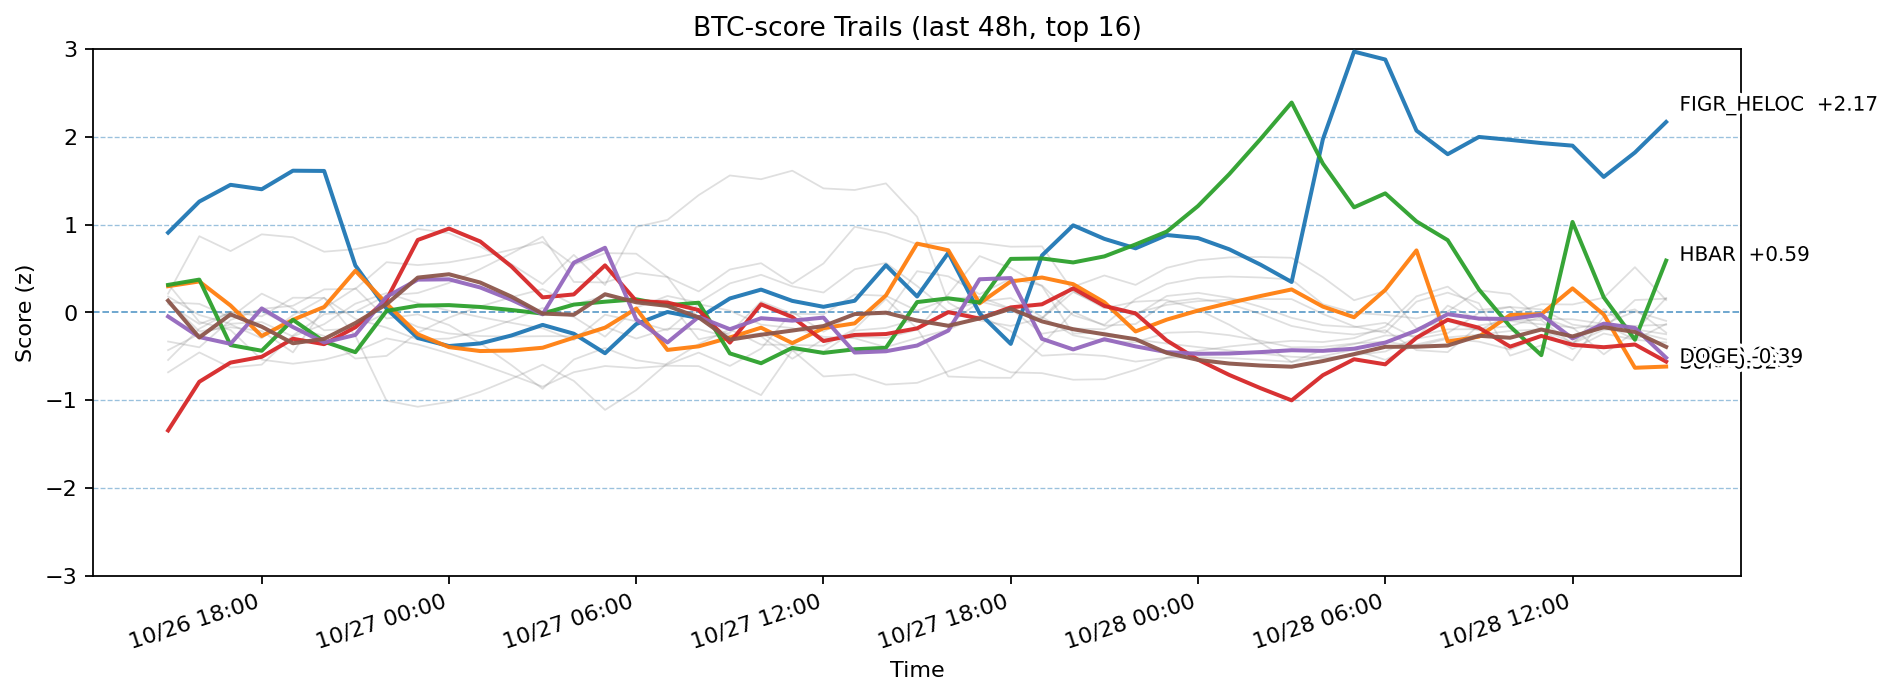 BTC-score Trails (last 48h, top 16)
3
2
1
0
−1
−2
−3
Score (z)
FIGR_HELOC +2.17
HBAR +0.59
DOGE -0.39
10/26 18:00
10/27 00:00
10/27 06:00
10/27 12:00
10/27 18:00
10/28 00:00
10/28 06:00
10/28 12:00
Time